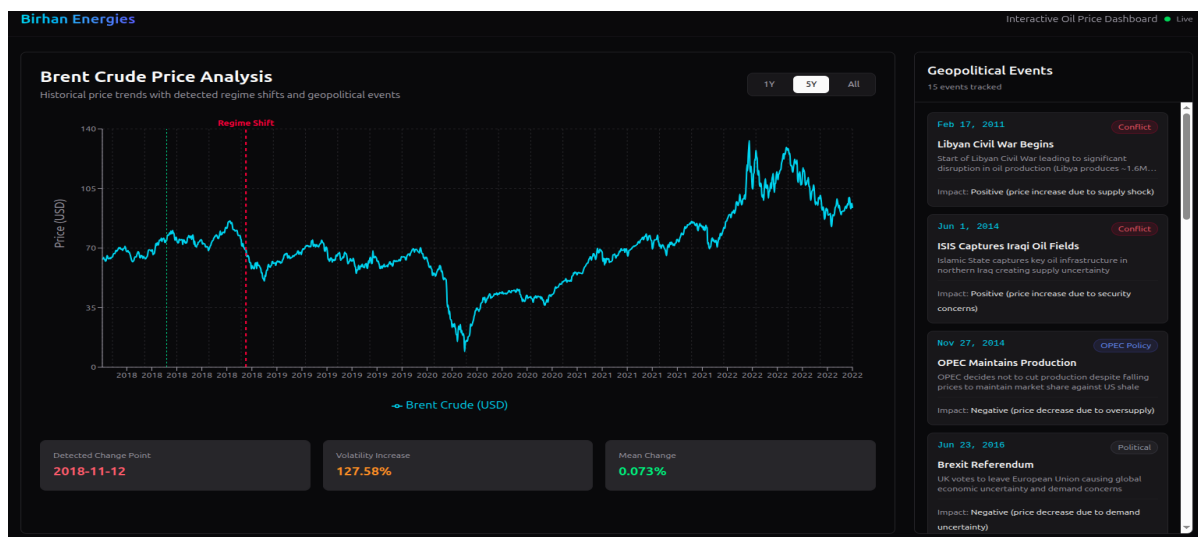 Birhan Energies
Interactive Oil Price Dashboard
Live
Brent Crude Price Analysis
Historical price trends with detected regime shifts and geopolitical events
1Y 5Y All
Regime Shift
Price (USD)
140
105
70
35
0
2018 2018 2018 2018 2018 2018 2019 2019 2019 2019 2019 2019 2020 2020 2020 2020 2020 2020 2021 2021 2021 2021 2021 2021 2022 2022 2022 2022 2022 2022
Brent Crude (USD)
Detected Change Point
2018-11-12
Volatility Increase
127.58%
Mean Change
0.073%
Geopolitical Events
15 events tracked
Feb 17, 2011
Conflict
Libyan Civil War Begins
Start of Libyan Civil War leading to significant
disruption in oil production (Libya produces ~1.6M...
Impact: Positive (price increase due to supply shock)
Jun 1, 2014
Conflict
ISIS Captures Iraqi Oil Fields
Islamic State captures key oil infrastructure in
northern Iraq creating supply uncertainty
Impact: Positive (price increase due to security
concerns)
Nov 27, 2014
OPEC Policy
OPEC Maintains Production
OPEC decides not to cut production despite falling
prices to maintain market share against US shale
Impact: Negative (price decrease due to oversupply)
Jun 23, 2016
Political
Brexit Referendum
UK votes to leave European Union causing global
economic uncertainty and demand concerns
Impact: Negative (price decrease due to demand
uncertainty)